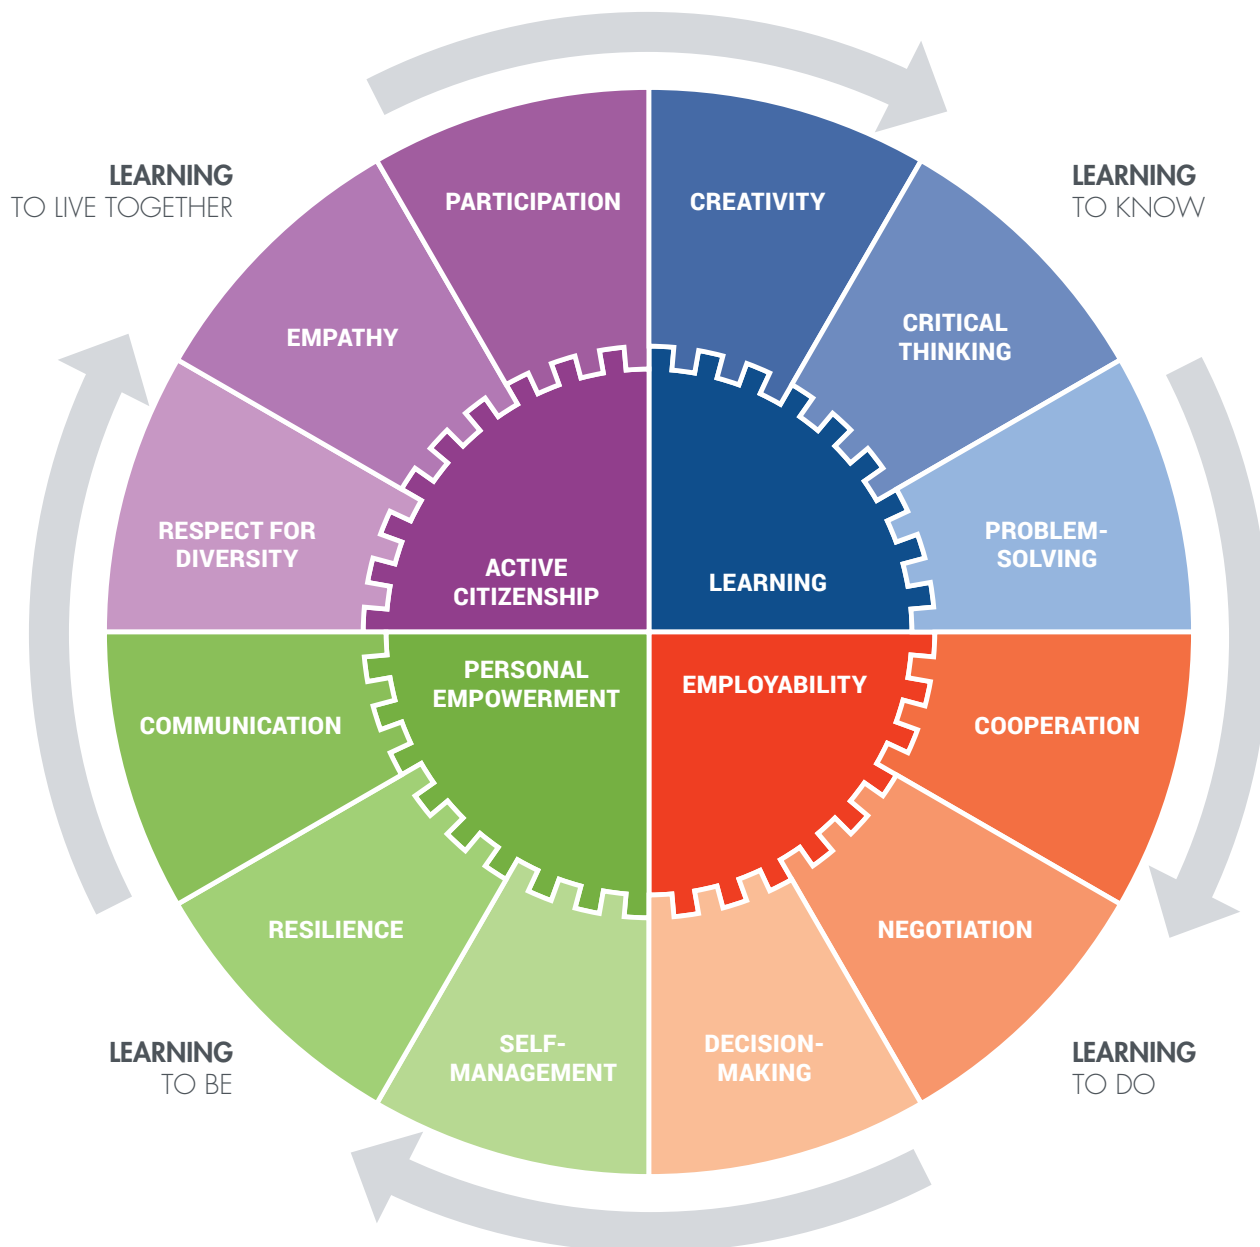 LEARNING
TO LIVE TOGETHER
LEARNING
TO KNOW
PARTICIPATION
CREATIVITY
EMPATHY
CRITICAL
THINKING
RESPECT FOR
DIVERSITY
PROBLEM-
SOLVING
ACTIVE
CITIZENSHIP
LEARNING
PERSONAL
EMPOWERMENT
EMPLOYABILITY
COMMUNICATION
COOPERATION
RESILIENCE
NEGOTIATION
SELF-
MANAGEMENT
DECISION-
MAKING
LEARNING
TO BE
LEARNING
TO DO